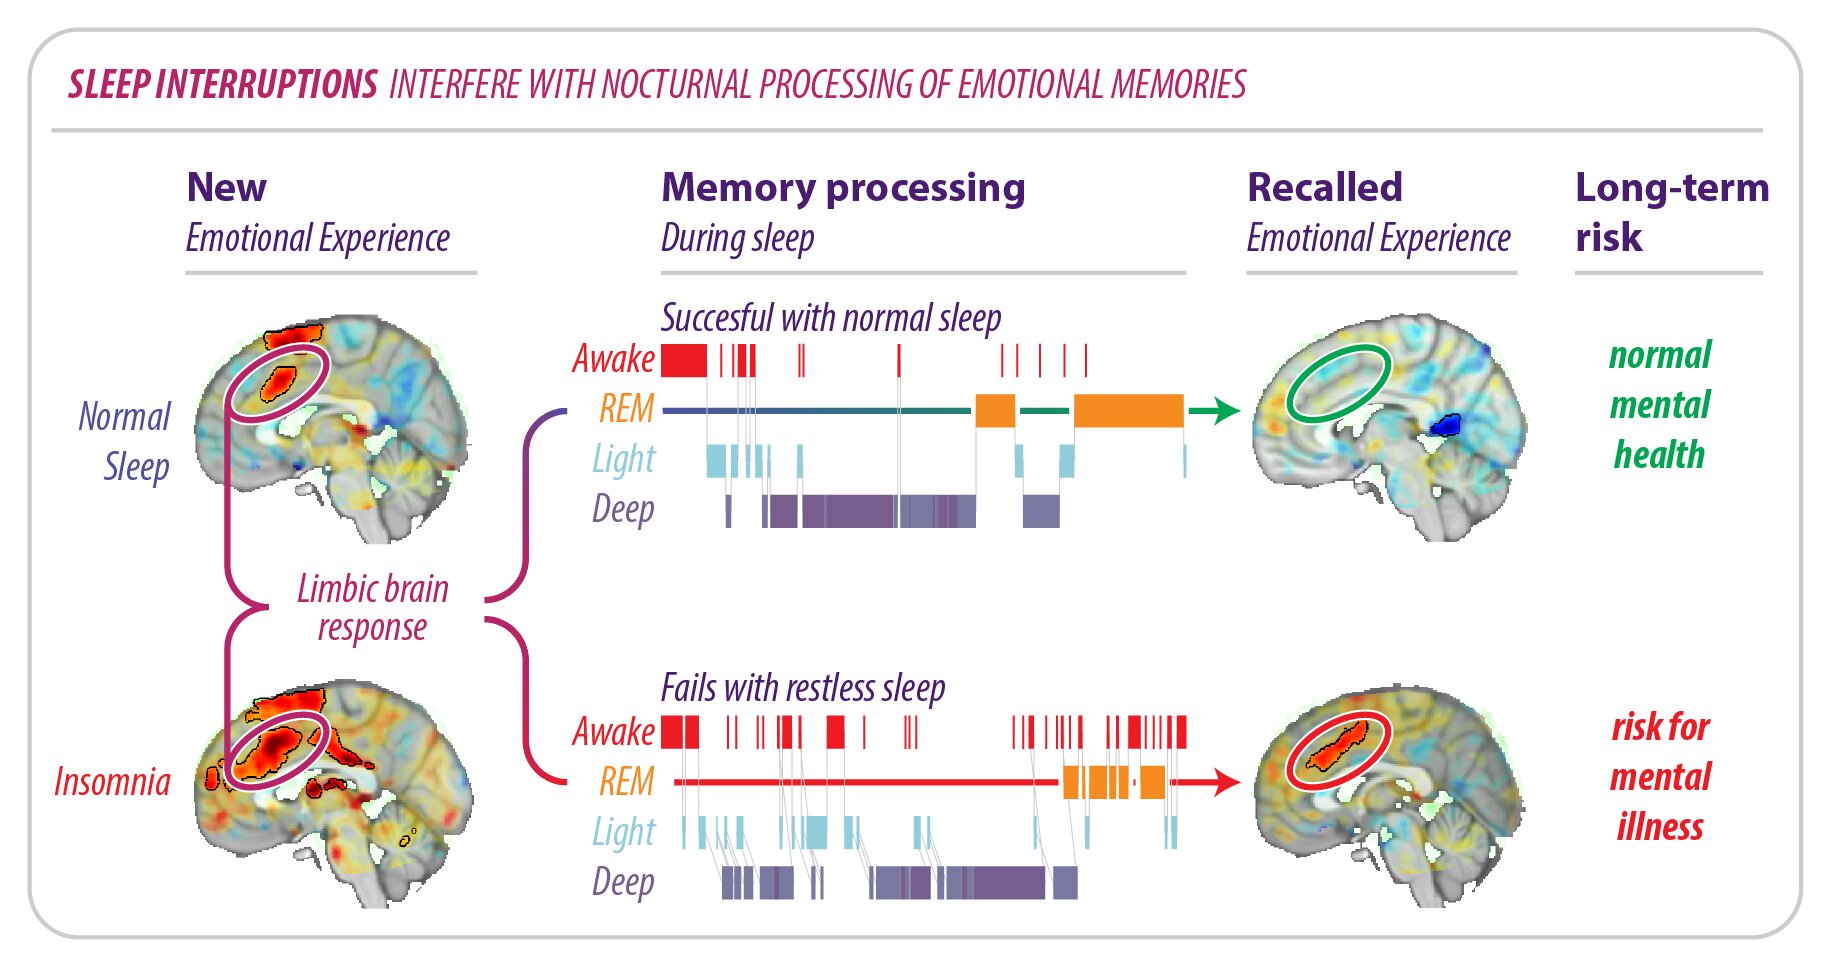 SLEEP INTERRUPTIONS INTERFERE WITH NOCTURNAL PROCESSING OF EMOTIONAL MEMORIES
New
Emotional Experience
Memory processing
During sleep
Recalled
Emotional Experience
Long-term
risk
Normal
Sleep
Succesful with normal sleep
Awake
REM
Light
Deep
normal
mental
health
Limbic brain
response
Insomnia
Fails with restless sleep
Awake
REM
Light
Deep
risk for
mental
illness